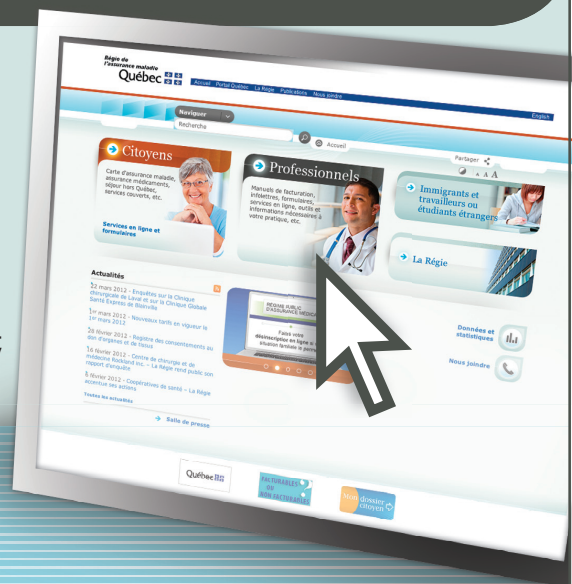 Régie de
l'assurance maladie
Québec
Accueil Portail Québec La Régie Publications Nous joindre
English
Naviguer
Recherche
Accueil
Partager
A A A
Citoyens
Carte d'assurance maladie,
assurance médicaments,
séjour hors Québec,
services couverts, etc.
Services en ligne et
formulaires
Professionnels
Manuels de facturation,
infolettres, formulaires,
services en ligne, outils et
informations nécessaires à
votre pratique, etc.
Immigrants et
travailleurs ou
étudiants étrangers
La Régie
Actualités
22 mars 2012 - Enquêtes sur la Clinique
chirurgicale de Laval et sur la Clinique Globale
Santé Express de Blainville
1er mars 2012 - Nouveaux tarifs en vigueur le
1er mars 2012
26 février 2012 - Registre des consentements au
don d'organes et de tissus
16 février 2012 - Centre de chirurgie et de
médecine Rockland inc. – La Régie rend public son
rapport d'enquête
8 février 2012 - Coopératives de santé – La Régie
accentue ses actions
Toutes les actualités
Salle de presse
RÉGIME PUBLIC
D'ASSURANCE MÉDICA
Faites votre
désinscription en ligne
situation familiale
Données et
statistiques
Nous joindre
Québec
FACTURABLES
OU
NON FACTURABLES
Mon dossier
citoyen